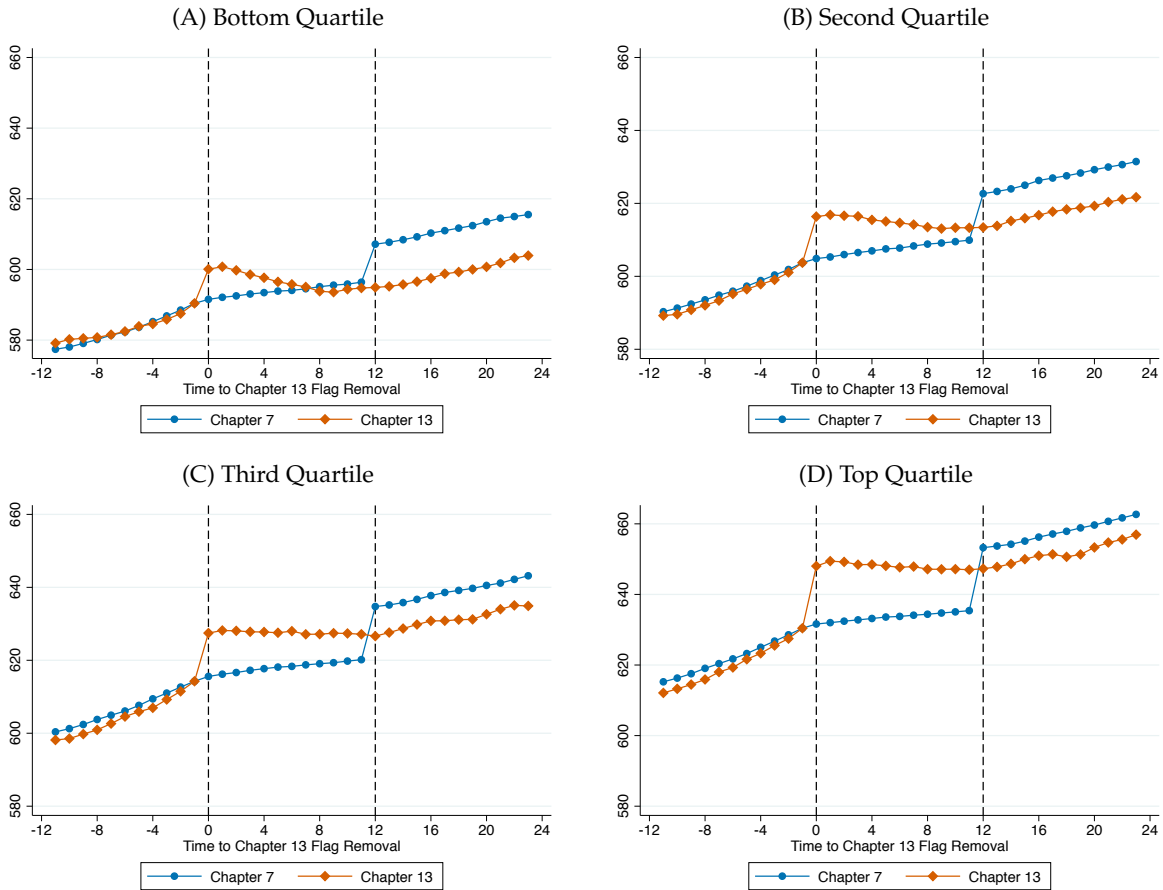 (A) Bottom Quartile
660
640
620
600
580
-12 -8 -4 0 4 8 12 16 20 24
Time to Chapter 13 Flag Removal
Chapter 7 Chapter 13
(B) Second Quartile
660
640
620
600
580
-12 -8 -4 0 4 8 12 16 20 24
Time to Chapter 13 Flag Removal
Chapter 7 Chapter 13
(C) Third Quartile
660
640
620
600
580
-12 -8 -4 0 4 8 12 16 20 24
Time to Chapter 13 Flag Removal
Chapter 7 Chapter 13
(D) Top Quartile
660
640
620
600
580
-12 -8 -4 0 4 8 12 16 20 24
Time to Chapter 13 Flag Removal
Chapter 7 Chapter 13